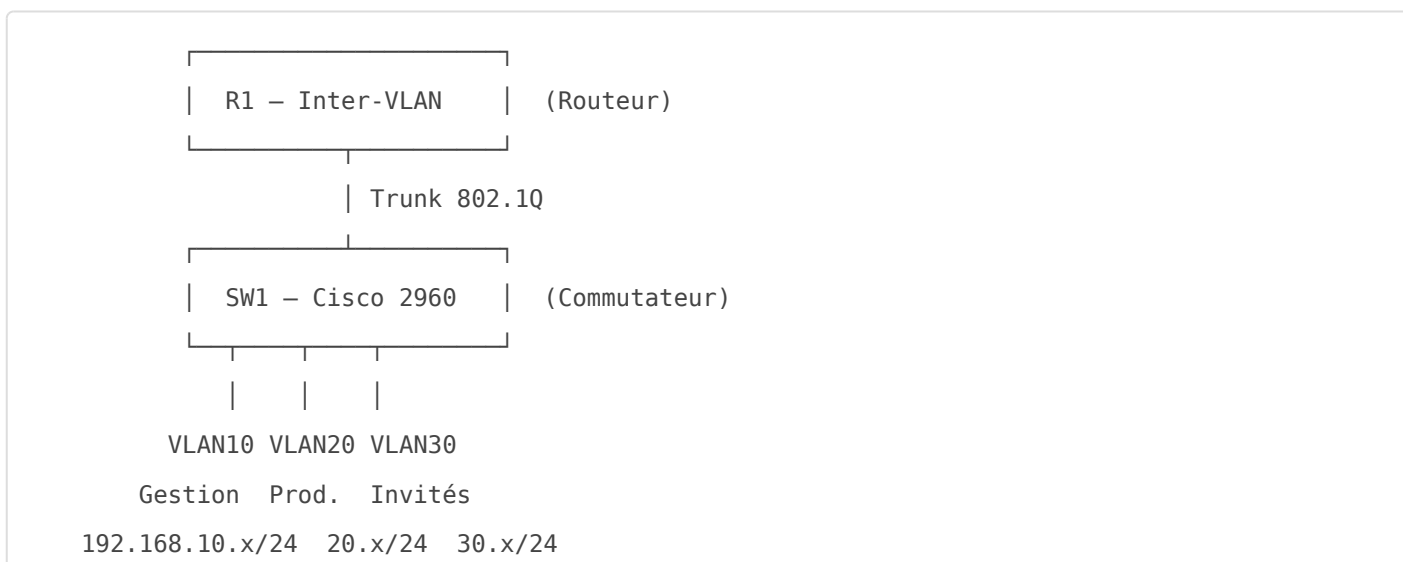 R1 — Inter-VLAN (Routeur)
Trunk 802.1Q
SW1 — Cisco 2960 (Commutateur)
VLAN10 VLAN20 VLAN30
Gestion Prod. Invités
192.168.10.x/24 20.x/24 30.x/24